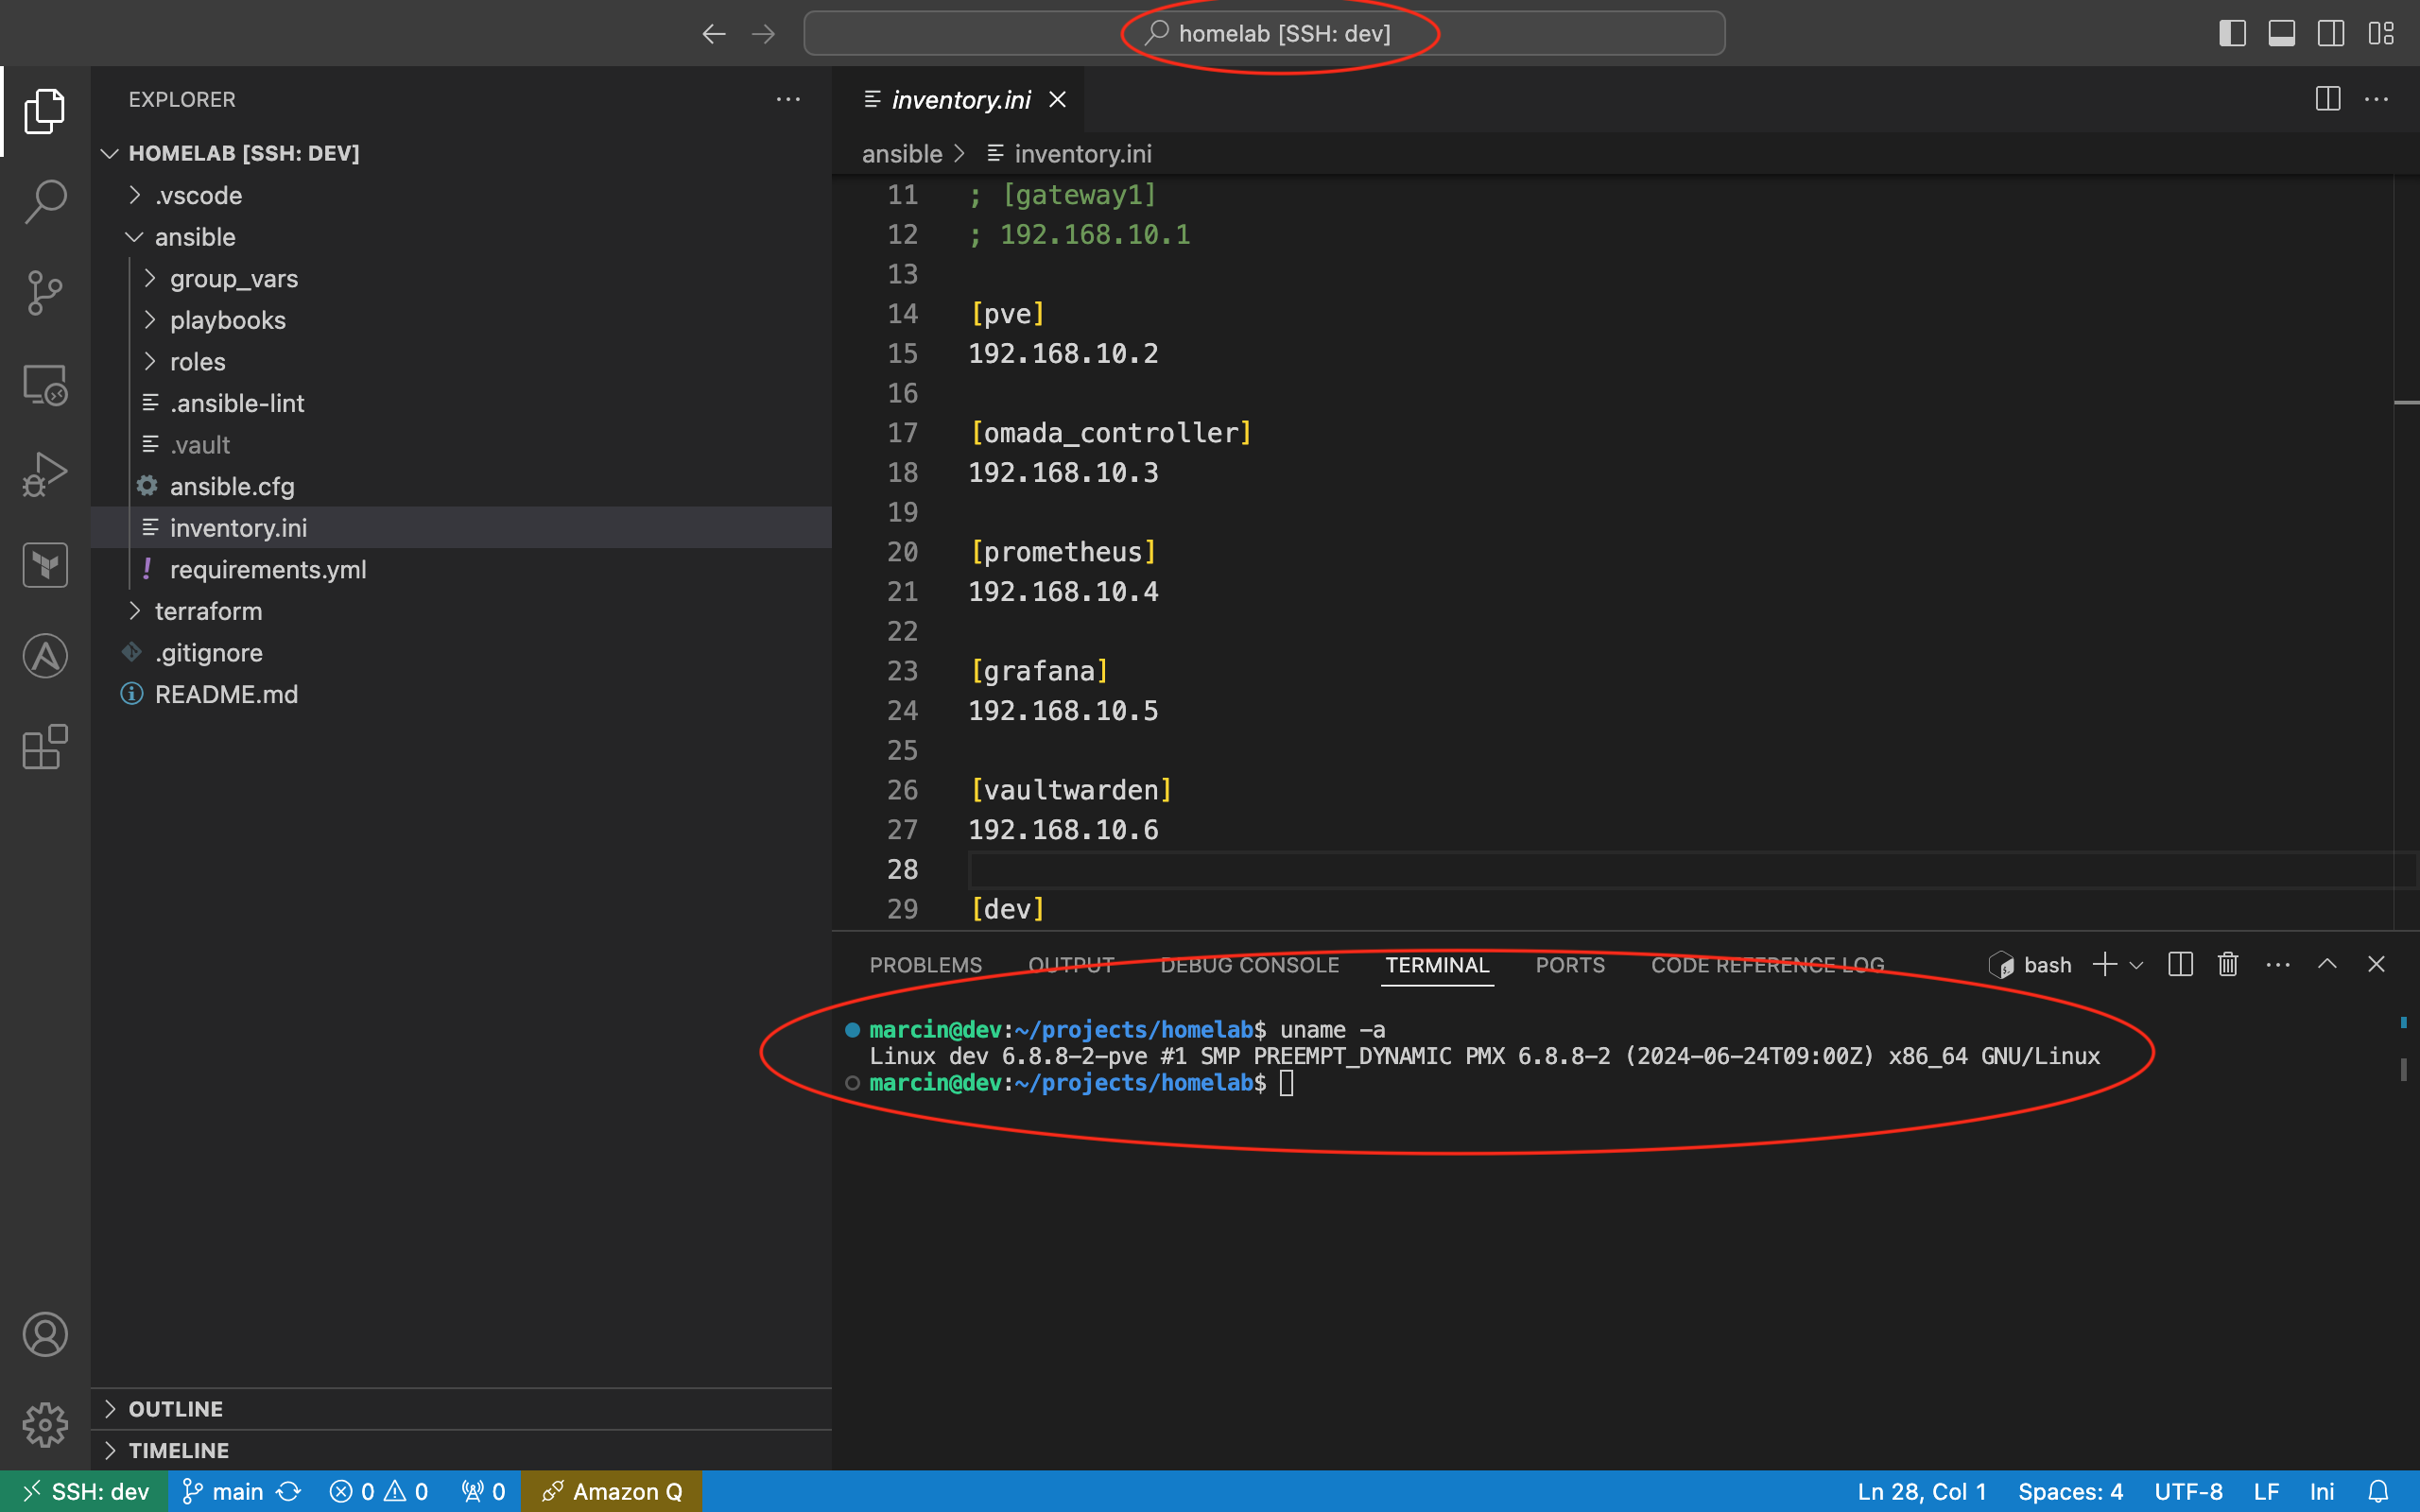 homelab [SSH: dev]
EXPLORER
HOMELAB [SSH: DEV]
.vscode
ansible
group_vars
playbooks
roles
.ansible-lint
.vault
ansible.cfg
inventory.ini
requirements.yml
terraform
.gitignore
README.md
OUTLINE
TIMELINE
inventory.ini
ansible > inventory.ini
11 ; [gateway1]
12 ; 192.168.10.1
13
14 [pve]
15 192.168.10.2
16
17 [omada_controller]
18 192.168.10.3
19
20 [prometheus]
21 192.168.10.4
22
23 [grafana]
24 192.168.10.5
25
26 [vaultwarden]
27 192.168.10.6
28
29 [dev]
PROBLEMS OUTPUT DEBUG CONSOLE TERMINAL PORTS CODE REFERENCE LOG bash
marcin@dev:~/projects/homelab$ uname -a
Linux dev 6.8.8-2-pve #1 SMP PREEMPT_DYNAMIC PMX 6.8.8-2 (2024-06-24T09:00Z) x86_64 GNU/Linux
marcin@dev:~/projects/homelab$
SSH: dev main 0 0 0 Amazon Q Ln 28, Col 1 Spaces: 4 UTF-8 LF Ini